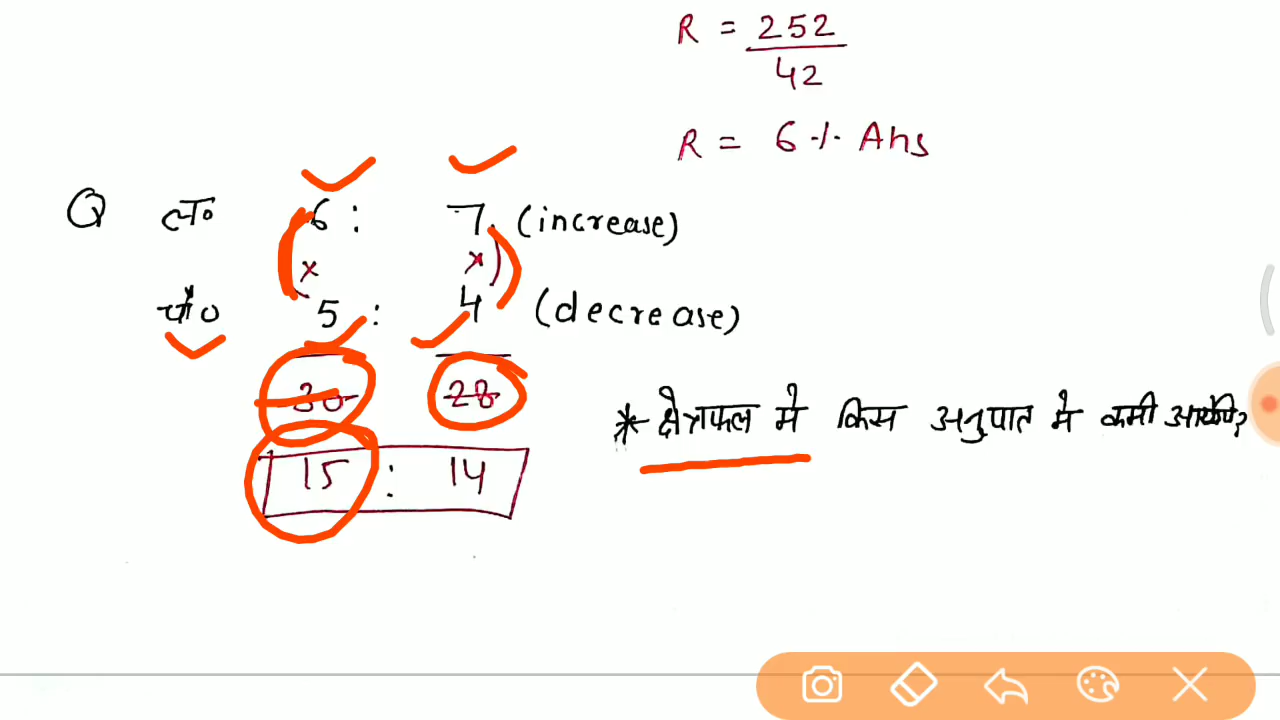 R = 252
42
R = 6% Ans
Q ल० 6 : 7 (increase)
× ×
चौ० 5 : 4 (decrease)
30 28
* क्षेत्रफल मे किस अनुपात मे कमी आयेगी?
15 : 14